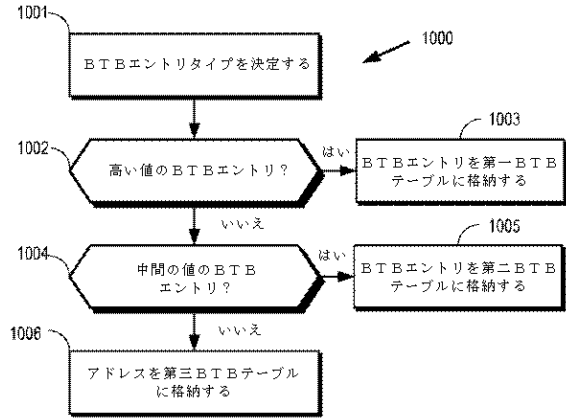 1001
1000
ＢＴＢエントリタイプを決定する
1002
高い値のＢＴＢエントリ？
はい
1003
ＢＴＢエントリを第一ＢＴＢ
テーブルに格納する
いいえ
1004
中間の値のＢＴＢ
エントリ？
はい
1005
ＢＴＢエントリを第二ＢＴＢ
テーブルに格納する
いいえ
1006
アドレスを第三ＢＴＢテーブル
に格納する